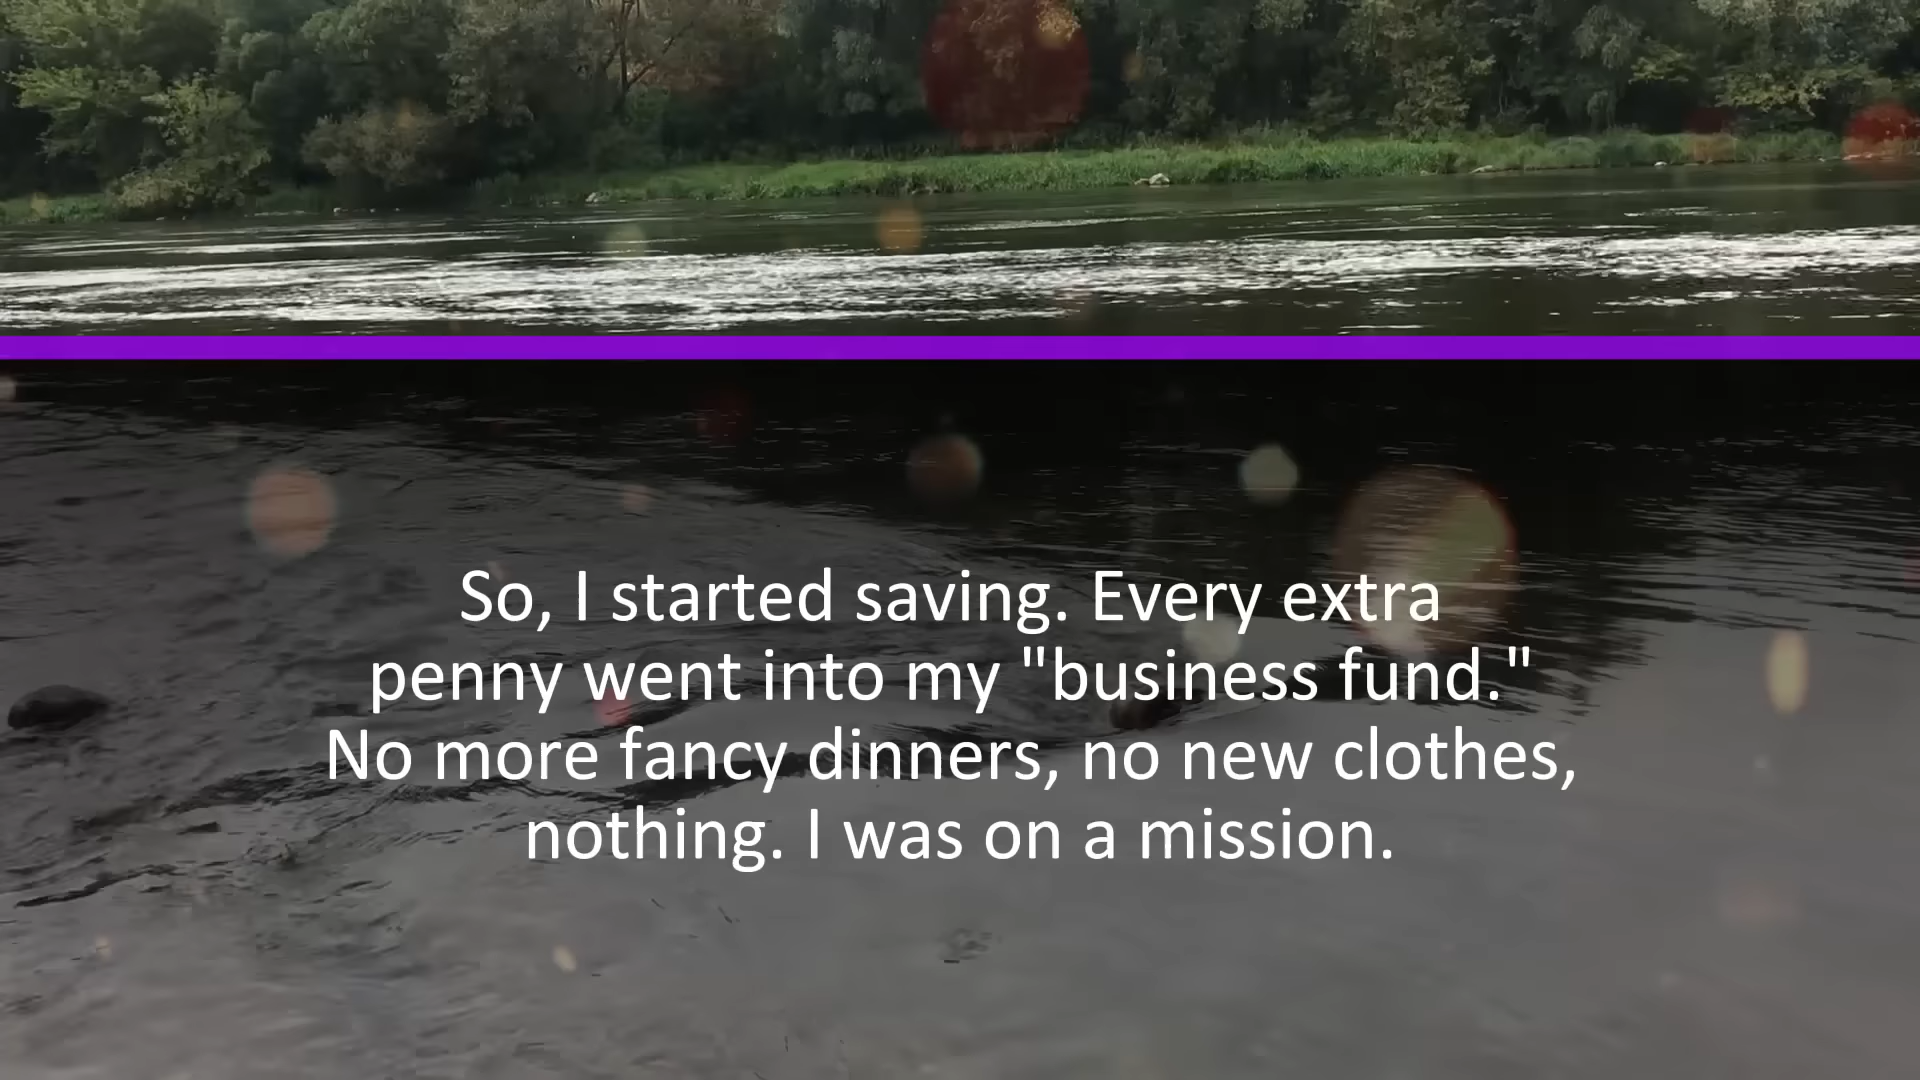 So, I started saving. Every extra
penny went into my "business fund."
No more fancy dinners, no new clothes,
nothing. I was on a mission.